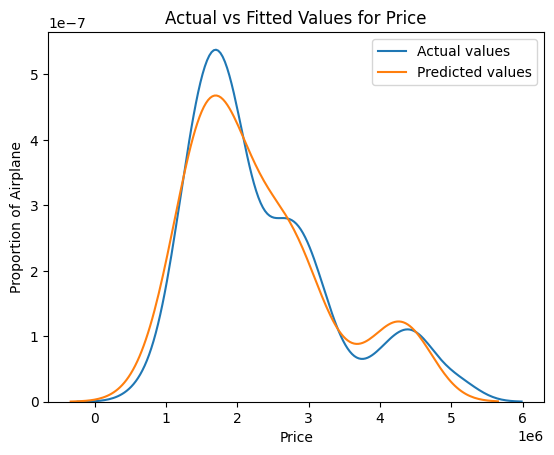 Actual vs Fitted Values for Price
1e−7
Actual values
Predicted values
5
4
3
2
1
0
Proportion of Airplane
0
1
2
3
4
5
6
1e6
Price